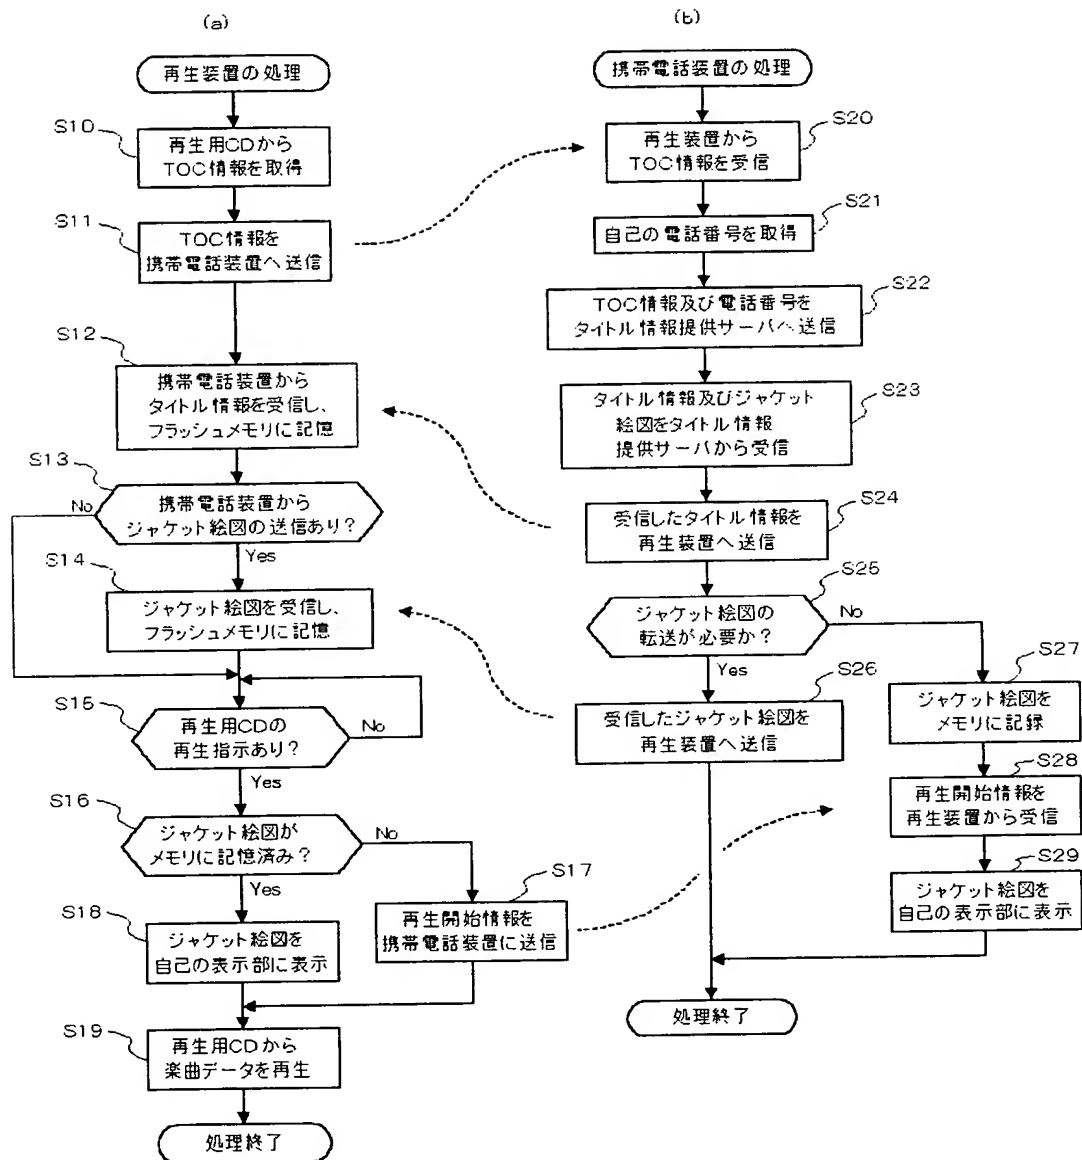 (a)
再生装置の処理
S10
再生用CDから
TOC情報を取得
S11
TOC情報を
携帯電話装置へ送信
S12
携帯電話装置から
タイトル情報を受信し、
フラッシュメモリに記憶
S13
携帯電話装置から
ジャケット絵図の送信あり？
No
Yes
S14
ジャケット絵図を受信し、
フラッシュメモリに記憶
S15
再生用CDの
再生指示あり？
No
Yes
S16
ジャケット絵図が
メモリに記憶済み？
No
Yes
S17
再生開始情報を
携帯電話装置に送信
S18
ジャケット絵図を
自己の表示部に表示
S19
再生用CDから
楽曲データを再生
処理終了
(b)
携帯電話装置の処理
S20
再生装置から
TOC情報を受信
S21
自己の電話番号を取得
S22
TOC情報及び電話番号を
タイトル情報提供サーバへ送信
S23
タイトル情報及びジャケット
絵図をタイトル情報
提供サーバから受信
S24
受信したタイトル情報を
再生装置へ送信
S25
ジャケット絵図の
転送が必要か？
No
Yes
S26
受信したジャケット絵図を
再生装置へ送信
S27
ジャケット絵図を
メモリに記録
S28
再生開始情報を
再生装置から受信
S29
ジャケット絵図を
自己の表示部に表示
処理終了